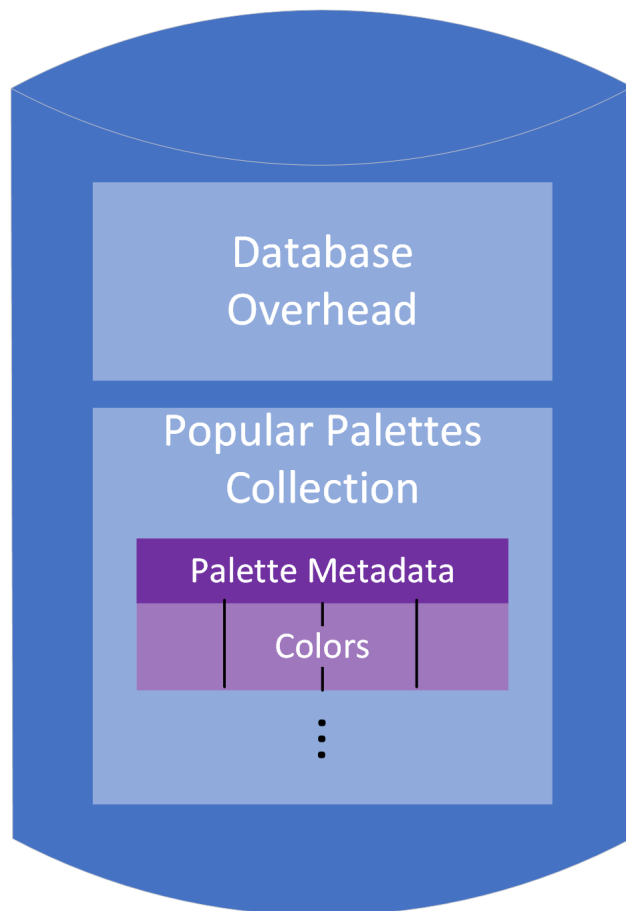 Database
Overhead
Popular Palettes
Collection
Palette Metadata
Colors